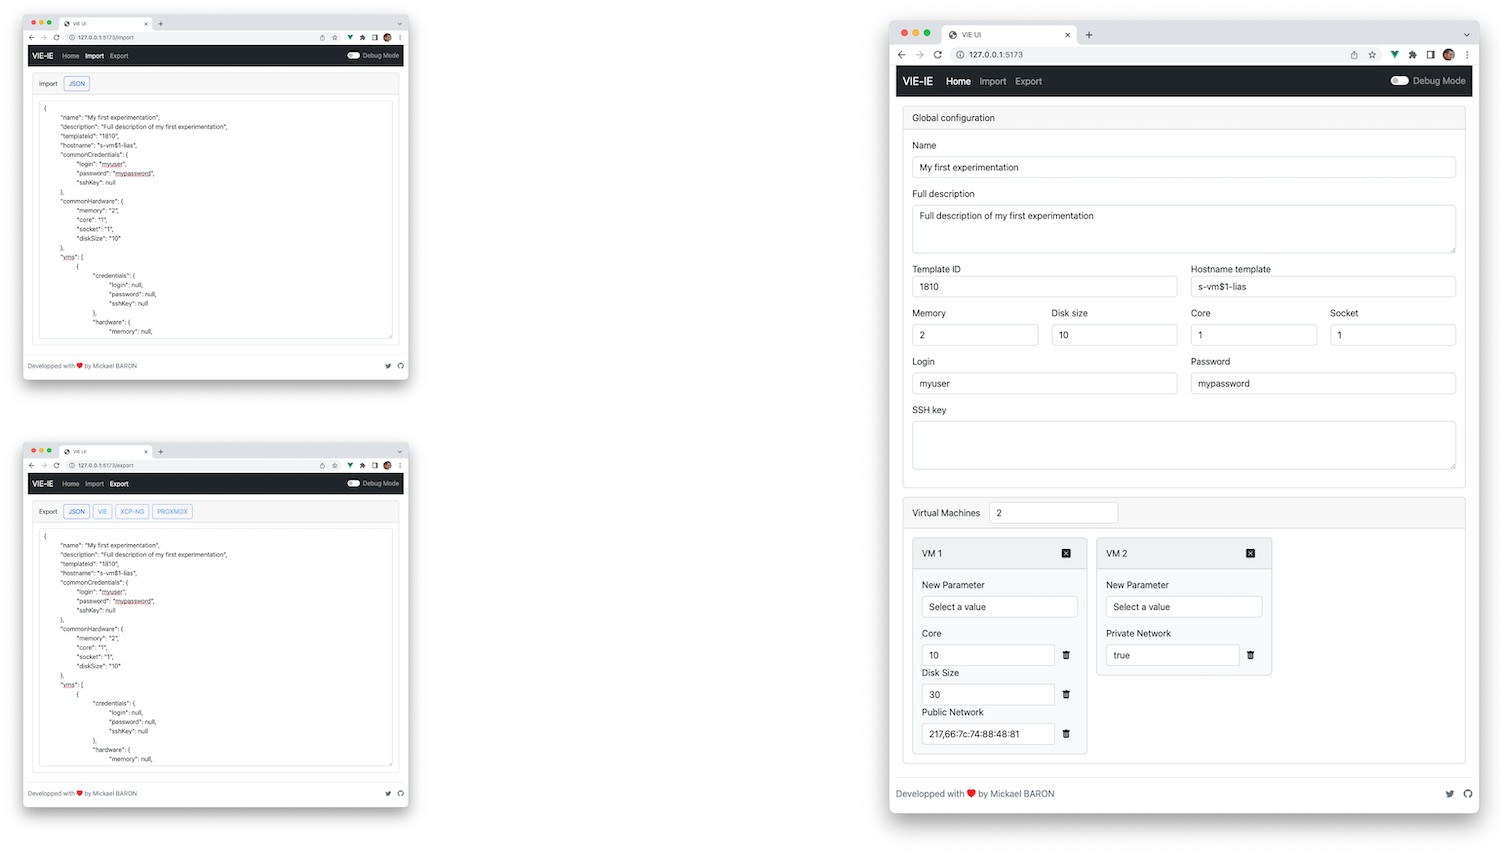 VIE UI
127.0.0.1:5173/import
VIE-IE Home Import Export Debug Mode
Import JSON
{
"name": "My first experimentation",
"description": "Full description of my first experimentation",
"templateId": "1810",
"hostname": "s-vm$1-lias",
"commonCredentials": {
"login": "myuser",
"password": "mypassword",
"sshKey": null
},
"commonHardware": {
"memory": "2",
"core": "1",
"socket": "1",
"diskSize": "10"
},
"vms": [
{
"credentials": {
"login": null,
"password": null,
"sshKey": null
},
"hardware": {
"memory": null,
Developped with ❤ by Mickael BARON
VIE UI
127.0.0.1:5173/export
VIE-IE Home Import Export Debug Mode
Export JSON VIE XCP-NG PROXMOX
{
"name": "My first experimentation",
"description": "Full description of my first experimentation",
"templateId": "1810",
"hostname": "s-vm$1-lias",
"commonCredentials": {
"login": "myuser",
"password": "mypassword",
"sshKey": null
},
"commonHardware": {
"memory": "2",
"core": "1",
"socket": "1",
"diskSize": "10"
},
"vms": [
{
"credentials": {
"login": null,
"password": null,
"sshKey": null
},
"hardware": {
"memory": null,
Developped with ❤ by Mickael BARON
VIE UI
127.0.0.1:5173
VIE-IE Home Import Export Debug Mode
Global configuration
Name
My first experimentation
Full description
Full description of my first experimentation
Template ID Hostname template
1810 s-vm$1-lias
Memory Disk size Core Socket
2 10 1 1
Login Password
myuser mypassword
SSH key
Virtual Machines 2
VM 1 VM 2
New Parameter New Parameter
Select a value Select a value
Core Private Network
10 true
Disk Size
30
Public Network
217,66:7c:74:88:48:81
Developped with ❤ by Mickael BARON